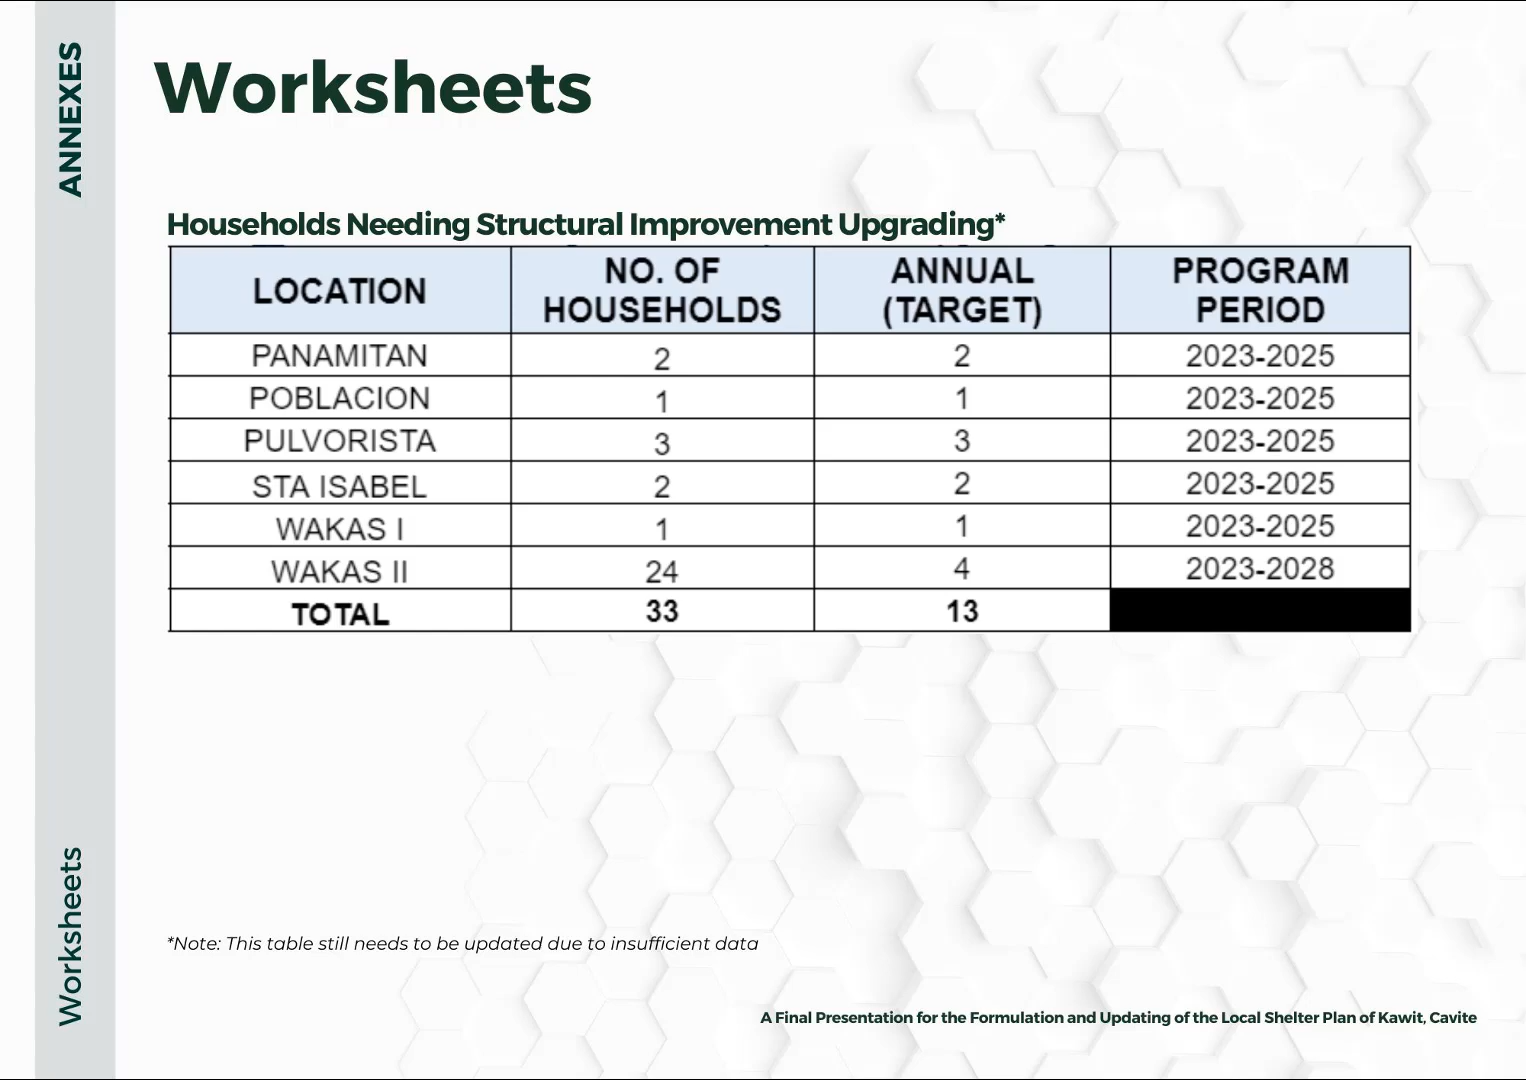 ANNEXES
Worksheets
Households Needing Structural Improvement Upgrading*
LOCATION NO. OF HOUSEHOLDS ANNUAL (TARGET) PROGRAM PERIOD
PANAMITAN 2 2 2023-2025
POBLACION 1 1 2023-2025
PULVORISTA 3 3 2023-2025
STA ISABEL 2 2 2023-2025
WAKAS I 1 1 2023-2025
WAKAS II 24 4 2023-2028
TOTAL 33 13
*Note: This table still needs to be updated due to insufficient data
Worksheets
A Final Presentation for the Formulation and Updating of the Local Shelter Plan of Kawit, Cavite